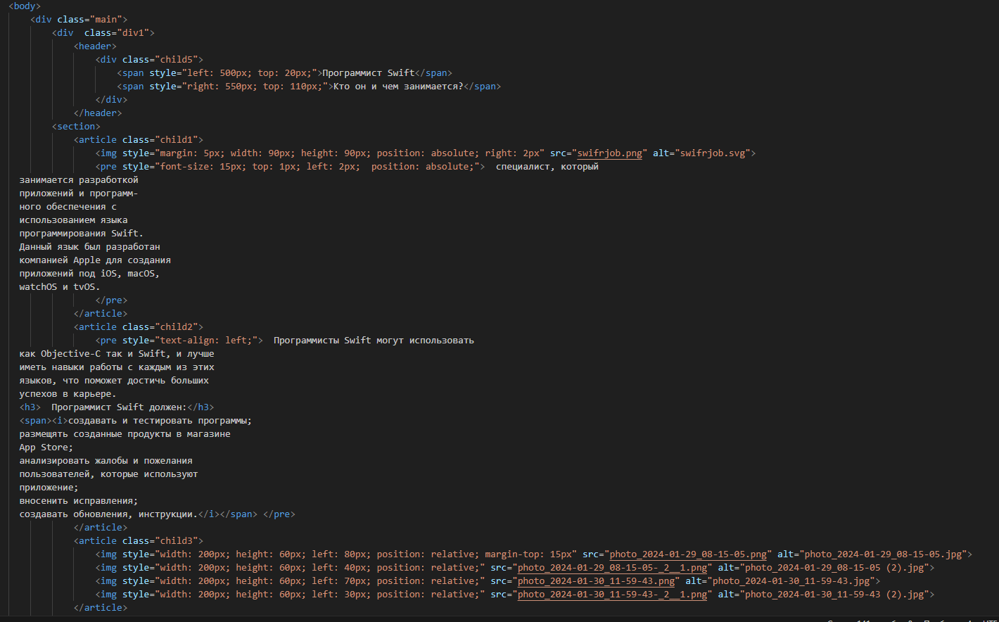 <body>
<div class="main">
<div  class="div1">
<header>
<div class="child5">
<span style="left: 500px; top: 20px;">Программист Swift</span>
<span style="right: 550px; top: 110px;">Кто он и чем занимается?</span>
</div>
</header>
<section>
<article class="child1">
<img style="margin: 5px; width: 90px; height: 90px; position: absolute; right: 2px" src="swifrjob.png" alt="swifrjob.svg">
<pre style="font-size: 15px; top: 1px; left: 2px;  position: absolute;">  специалист, который
занимается разработкой
приложений и программ-
ного обеспечения с
использованием языка
программирования Swift.
Данный язык был разработан
компанией Apple для создания
приложений под iOS, macOS,
watchOS и tvOS.
</pre>
</article>
<article class="child2">
<pre style="text-align: left;">  Программисты Swift могут использовать
как Objective-C так и Swift, и лучше
иметь навыки работы с каждым из этих
языков, что поможет достичь больших
успехов в карьере.
<h3>  Программист Swift должен:</h3>
<span><i>создавать и тестировать программы;
размещять созданные продукты в магазине
App Store;
анализировать жалобы и пожелания
пользователей, которые используют
приложение;
вносенить исправления;
создавать обновления, инструкции.</i></span> </pre>
</article>
<article class="child3">
<img style="width: 200px; height: 60px; left: 80px; position: relative; margin-top: 15px" src="photo_2024-01-29_08-15-05.png" alt="photo_2024-01-29_08-15-05.jpg">
<img style="width: 200px; height: 60px; left: 40px; position: relative;" src="photo_2024-01-29_08-15-05-_2__1.png" alt="photo_2024-01-29_08-15-05 (2).jpg">
<img style="width: 200px; height: 60px; left: 70px; position: relative;" src="photo_2024-01-30_11-59-43.png" alt="photo_2024-01-30_11-59-43.jpg">
<img style="width: 200px; height: 60px; left: 30px; position: relative;" src="photo_2024-01-30_11-59-43-_2__1.png" alt="photo_2024-01-30_11-59-43 (2).jpg">
</article>